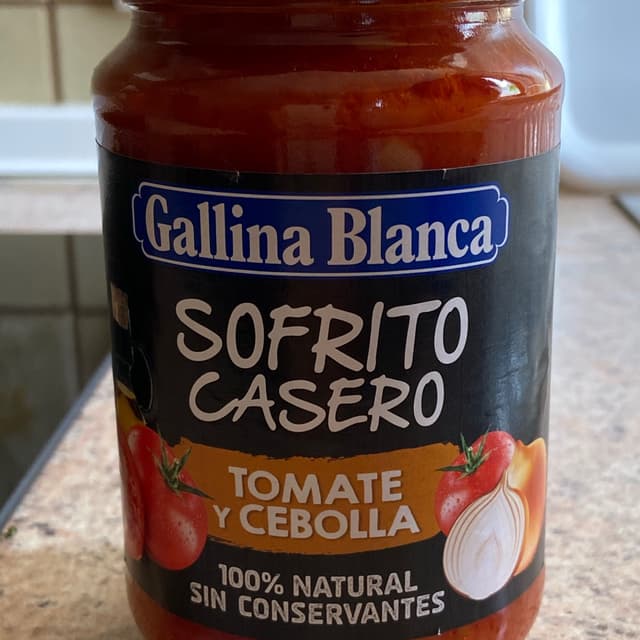 Gallina Blanca
SOFRITO
CASERO
TOMATE
Y CEBOLLA
100% NATURAL
SIN CONSERVANTES